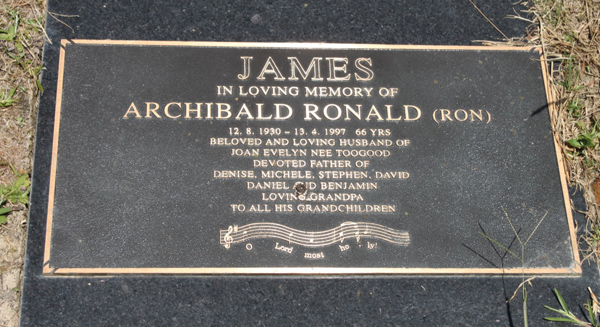 JAMES
IN LOVING MEMORY OF
ARCHIBALD RONALD (RON)
12. 8. 1930 - 13. 4. 1997 66 YRS
BELOVED AND LOVING HUSBAND OF
JOAN EVELYN NEE TOOGOOD
DEVOTED FATHER OF
DENISE, MICHELE, STEPHEN, DAVID
DANIEL AND BENJAMIN
LOVING GRANDPA
TO ALL HIS GRANDCHILDREN
O Lord most ho - ly!